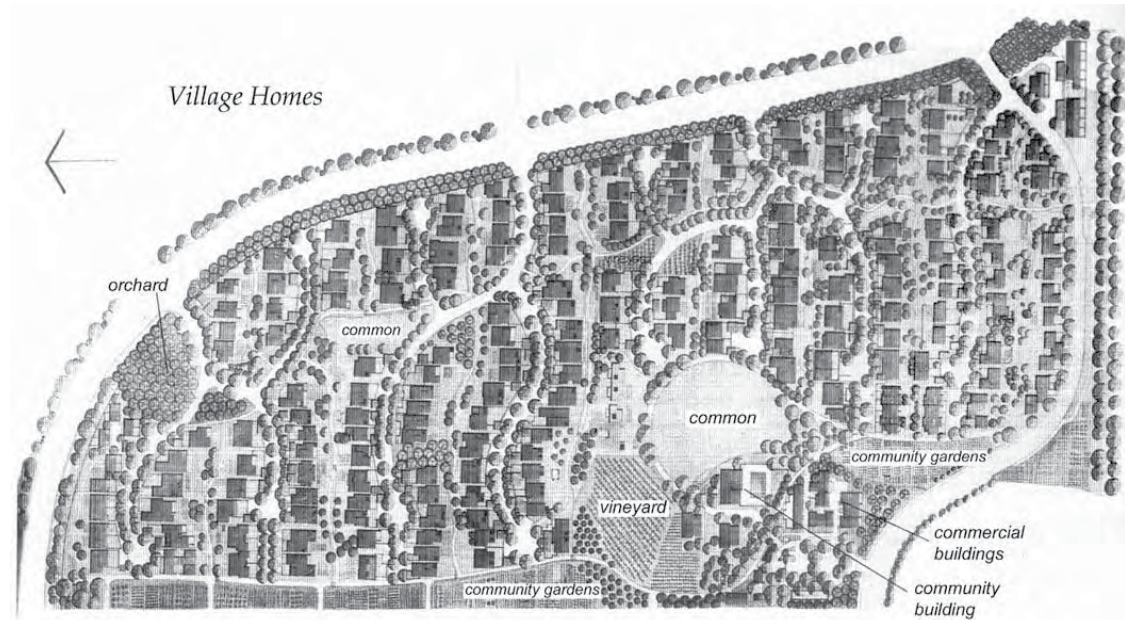 Village Homes
orchard
common
common
community gardens
vineyard
commercial
buildings
community gardens
community
building